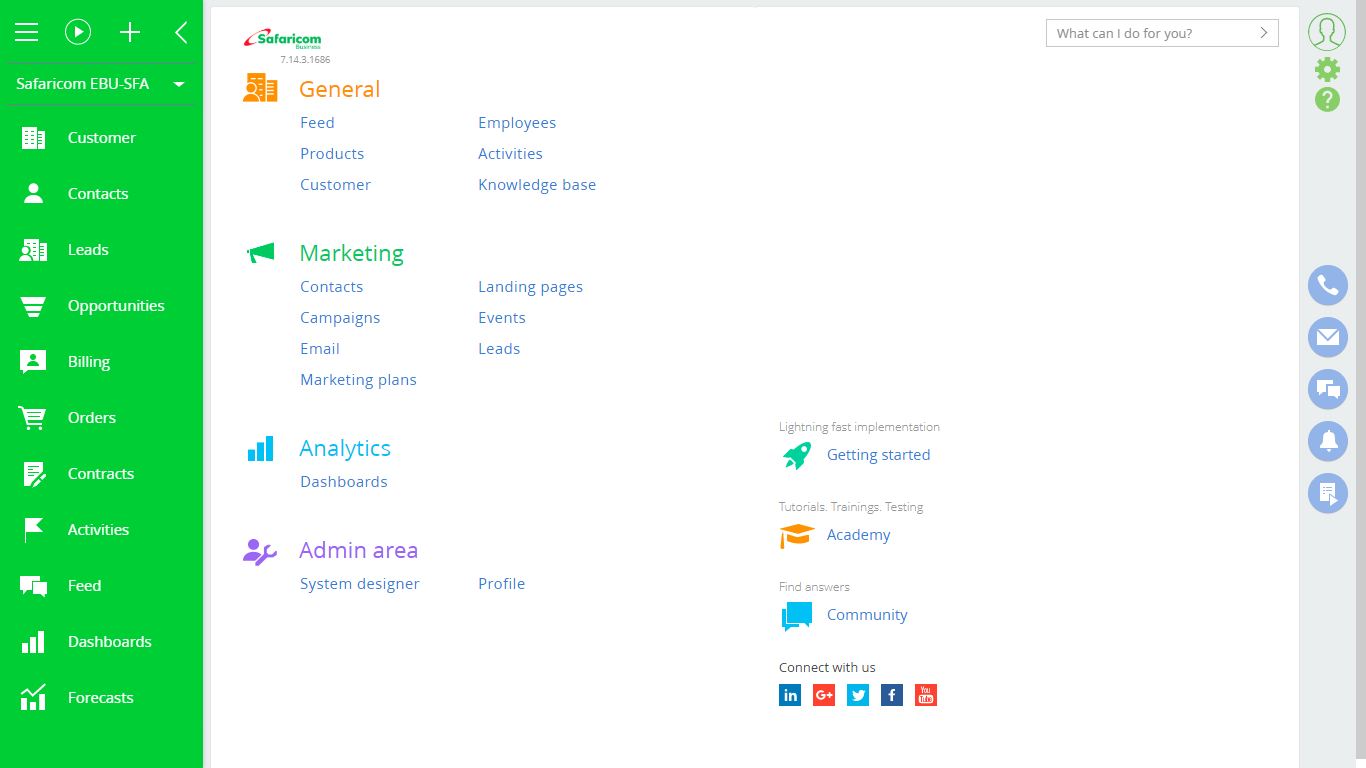 Safaricom EBU-SFA
Customer
Contacts
Leads
Opportunities
Billing
Orders
Contracts
Activities
Feed
Dashboards
Forecasts
Safaricom
Business
7.14.3.1686
What can I do for you?
General
Feed Employees
Products Activities
Customer Knowledge base
Marketing
Contacts Landing pages
Campaigns Events
Email Leads
Marketing plans
Analytics
Dashboards
Admin area
System designer Profile
Lightning fast implementation
Getting started
Tutorials. Trainings. Testing
Academy
Find answers
Community
Connect with us
in G+ f You Tube
?